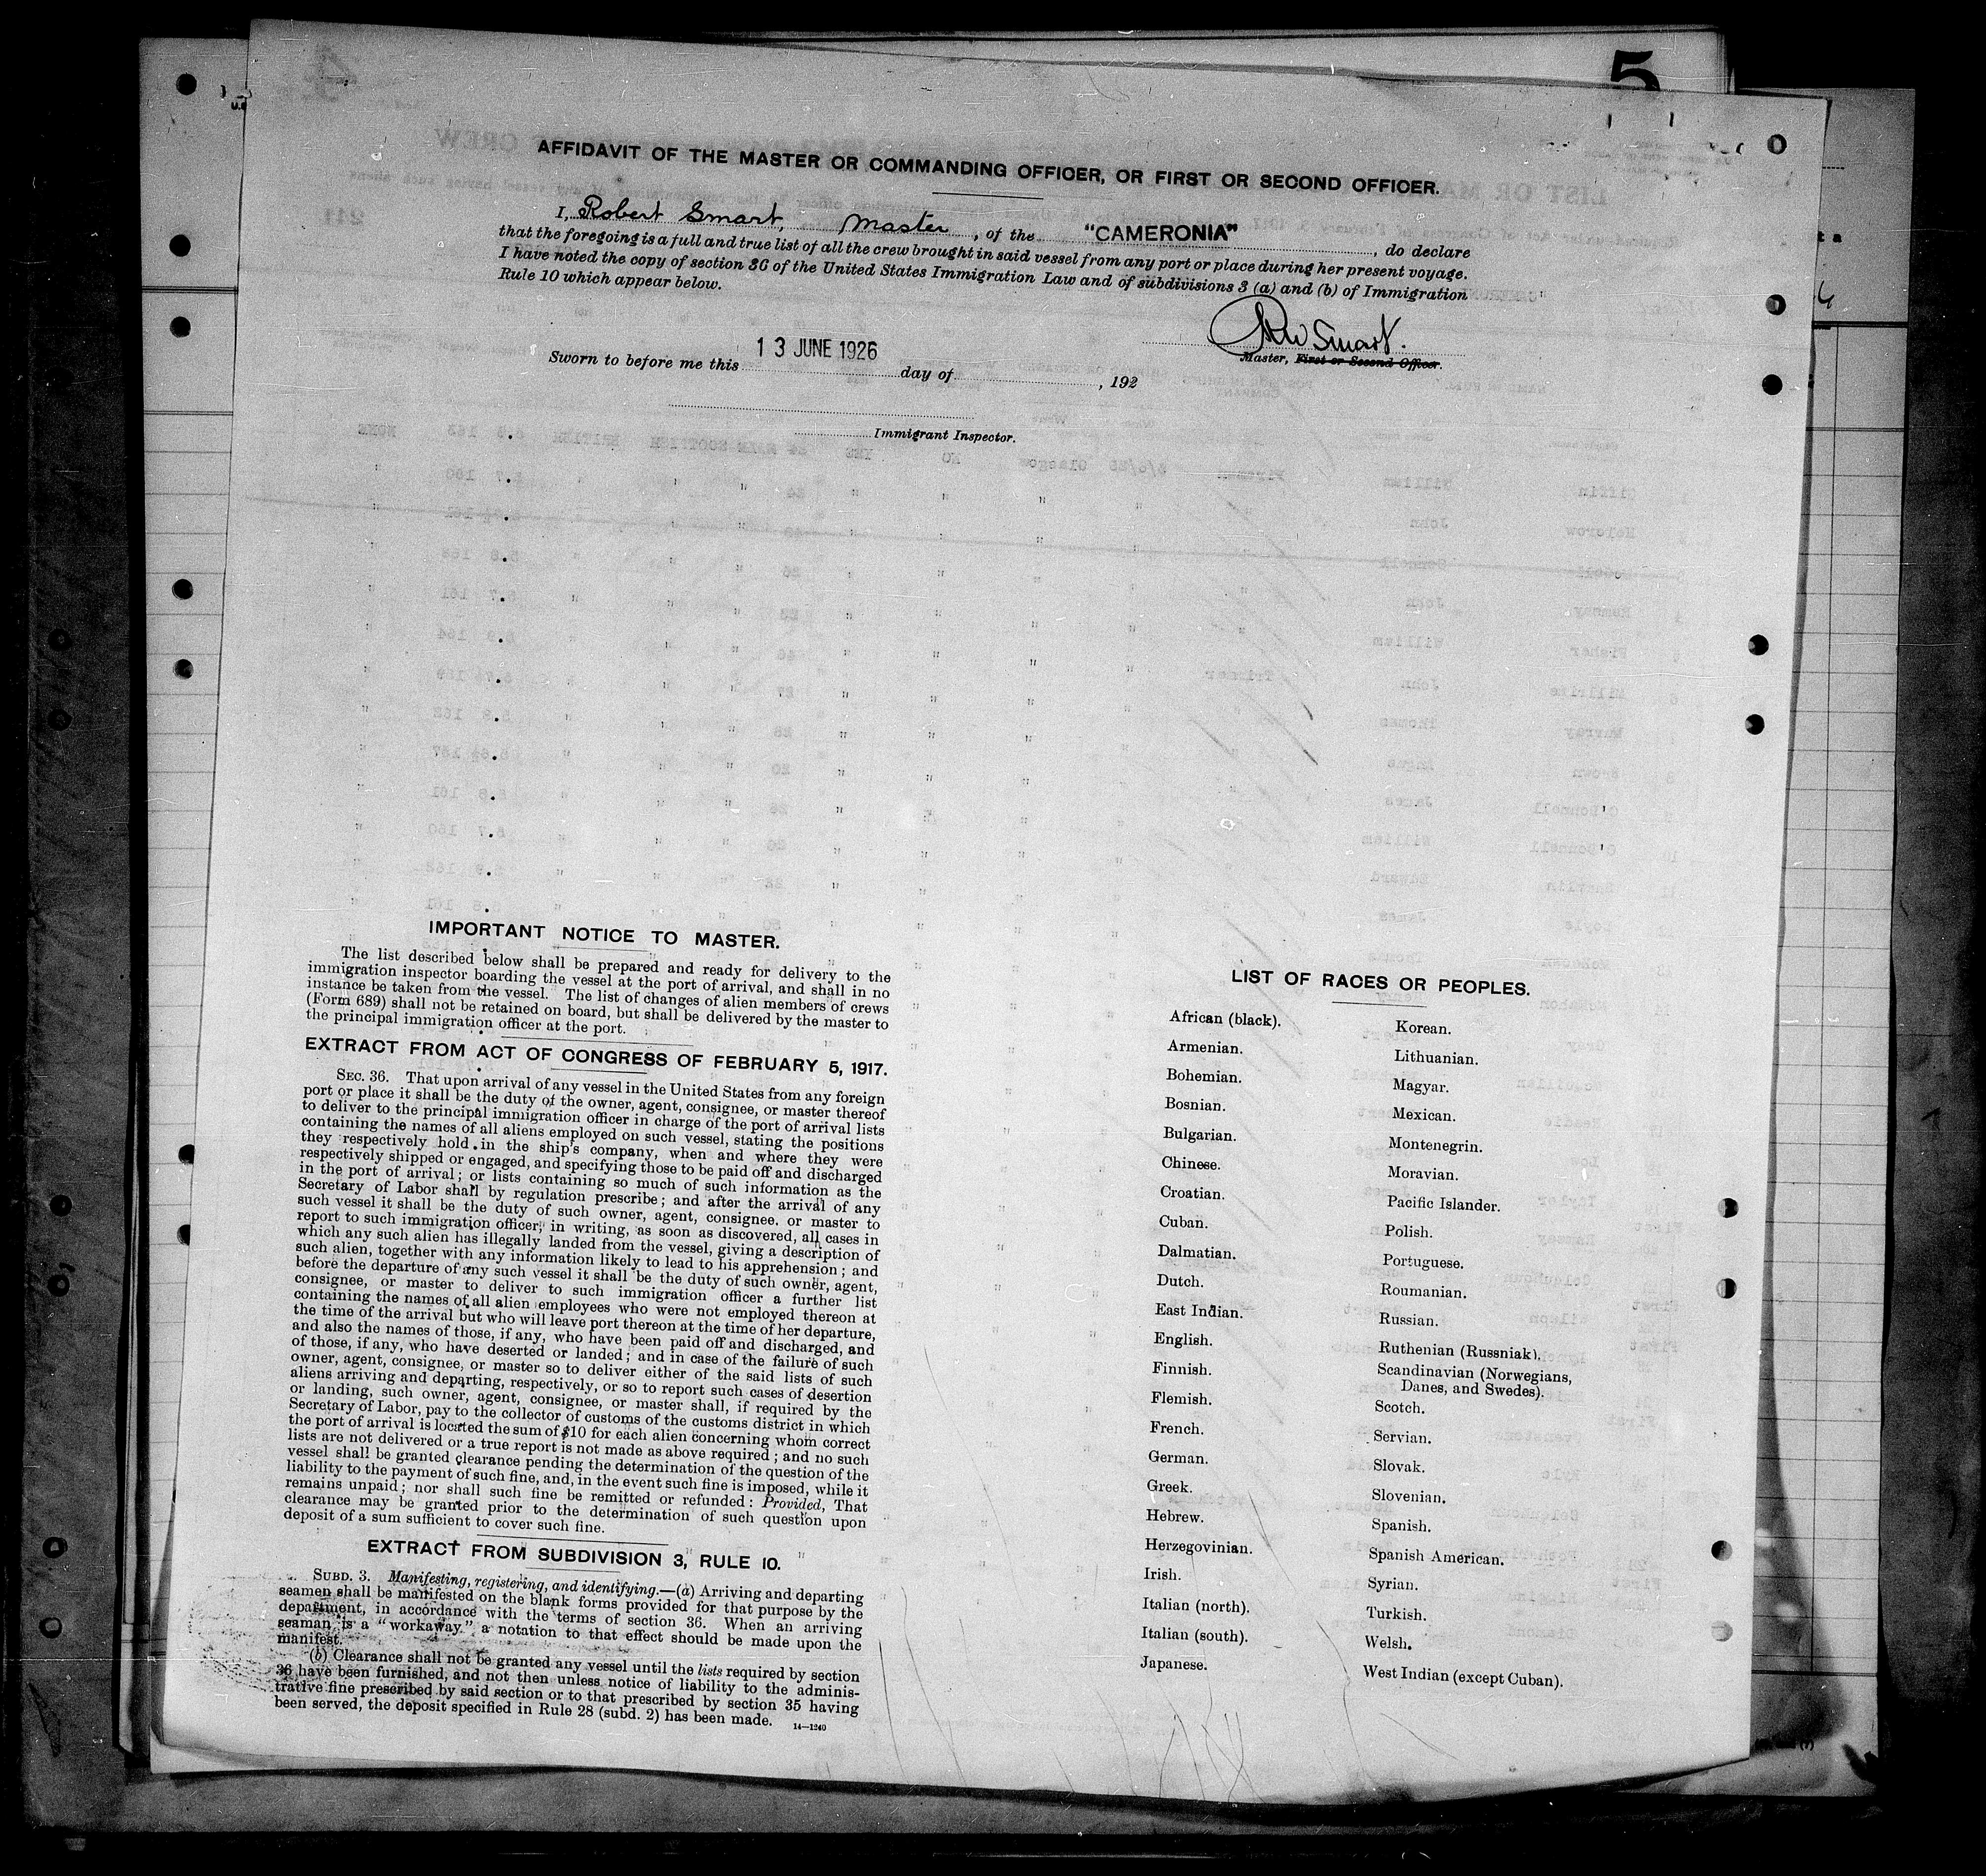 5
AFFIDAVIT OF THE MASTER OR COMMANDING OFFICER, OR FIRST OR SECOND OFFICER.
I, Robert Smart, Master, of the "CAMERONIA", do declare
that the foregoing is a full and true list of all the crew brought in said vessel from any port or place during her present voyage.
I have noted the copy of section 36 of the United States Immigration Law and of subdivisions 3 (a) and (b) of Immigration
Rule 10 which appear below.
RW Smart.
Master, First or Second Officer.
Sworn to before me this 13 JUNE 1926 day of , 192
Immigrant Inspector.
IMPORTANT NOTICE TO MASTER.
The list described below shall be prepared and ready for delivery to the
immigration inspector boarding the vessel at the port of arrival, and shall in no
instance be taken from the vessel. The list of changes of alien members of crews
(Form 689) shall not be retained on board, but shall be delivered by the master to
the principal immigration officer at the port.
EXTRACT FROM ACT OF CONGRESS OF FEBRUARY 5, 1917.
SEC. 36. That upon arrival of any vessel in the United States from any foreign
port or place it shall be the duty of the owner, agent, consignee, or master thereof
to deliver to the principal immigration officer in charge of the port of arrival lists
containing the names of all aliens employed on such vessel, stating the positions
they respectively hold in the ship's company, when and where they were
respectively shipped or engaged, and specifying those to be paid off and discharged
in the port of arrival; or lists containing so much of such information as the
Secretary of Labor shall by regulation prescribe; and after the arrival of any
such vessel it shall be the duty of such owner, agent, consignee. or master to
report to such immigration officer, in writing, as soon as discovered, all cases in
which any such alien has illegally landed from the vessel, giving a description of
such alien, together with any information likely to lead to his apprehension; and
before the departure of any such vessel it shall be the duty of such owner, agent,
consignee, or master to deliver to such immigration officer a further list
containing the names of all alien employees who were not employed thereon at
the time of the arrival but who will leave port thereon at the time of her departure,
and also the names of those, if any, who have been paid off and discharged, and
of those, if any, who have deserted or landed; and in case of the failure of such
owner, agent, consignee, or master so to deliver either of the said lists of such
aliens arriving and departing, respectively, or so to report such cases of desertion
or landing, such owner, agent, consignee, or master shall, if required by the
Secretary of Labor, pay to the collector of customs of the customs district in which
the port of arrival is located the sum of $10 for each alien concerning whom correct
lists are not delivered or a true report is not made as above required; and no such
vessel shall be granted clearance pending the determination of the question of the
liability to the payment of such fine, and, in the event such fine is imposed, while it
remains unpaid; nor shall such fine be remitted or refunded: Provided, That
clearance may be granted prior to the determination of such question upon
deposit of a sum sufficient to cover such fine.
EXTRACT FROM SUBDIVISION 3, RULE 10.
SUBD. 3. Manifesting, registering, and identifying.—(a) Arriving and departing
seamen shall be manifested on the blank forms provided for that purpose by the
department, in accordance with the terms of section 36. When an arriving
seaman is a "workaway" a notation to that effect should be made upon the
manifest.
(b) Clearance shall not be granted any vessel until the lists required by section
36 have been furnished, and not then unless notice of liability to the adminis-
trative fine prescribed by said section or to that prescribed by section 35 having
been served, the deposit specified in Rule 28 (subd. 2) has been made. 14—1240
LIST OF RACES OR PEOPLES.
African (black).
Armenian.
Bohemian.
Bosnian.
Bulgarian.
Chinese.
Croatian.
Cuban.
Dalmatian.
Dutch.
East Indian.
English.
Finnish.
Flemish.
French.
German.
Greek.
Hebrew.
Herzegovinian.
Irish.
Italian (north).
Italian (south).
Japanese.
Korean.
Lithuanian.
Magyar.
Mexican.
Montenegrin.
Moravian.
Pacific Islander.
Polish.
Portuguese.
Roumanian.
Russian.
Ruthenian (Russniak).
Scandinavian (Norwegians,
Danes, and Swedes).
Scotch.
Servian.
Slovak.
Slovenian.
Spanish.
Spanish American.
Syrian.
Turkish.
Welsh.
West Indian (except Cuban).